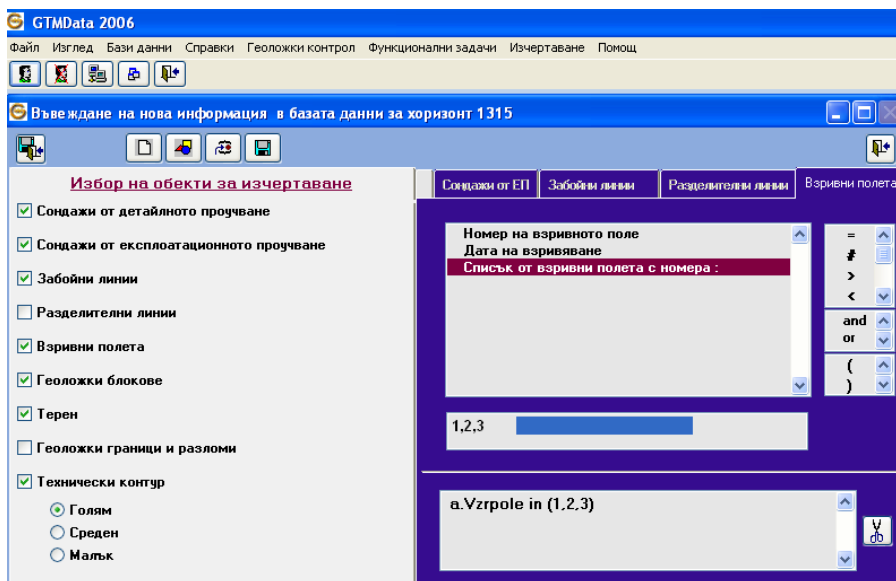 GTMData 2006
Файл Изглед Бази данни Справки Геоложки контрол Функционални задачи Изчертаване Помощ
Въвеждане на нова информация в базата данни за хоризонт 1315
Избор на обекти за изчертаване
Сондажи от детайлното проучване
Сондажи от експлоатационното проучване
Забойни линии
Разделителни линии
Взривни полета
Геоложки блокове
Терен
Геоложки граници и разломи
Технически контур
Голям
Среден
Малък
Сондажи от ЕП Забойни линии Разделителни линии Взривни полета
Номер на взривното поле
Дата на взривяване
Списък от взривни полета с номера :
=
#
>
<
and
or
(
)
1,2,3
a.Vzrpole in (1,2,3)